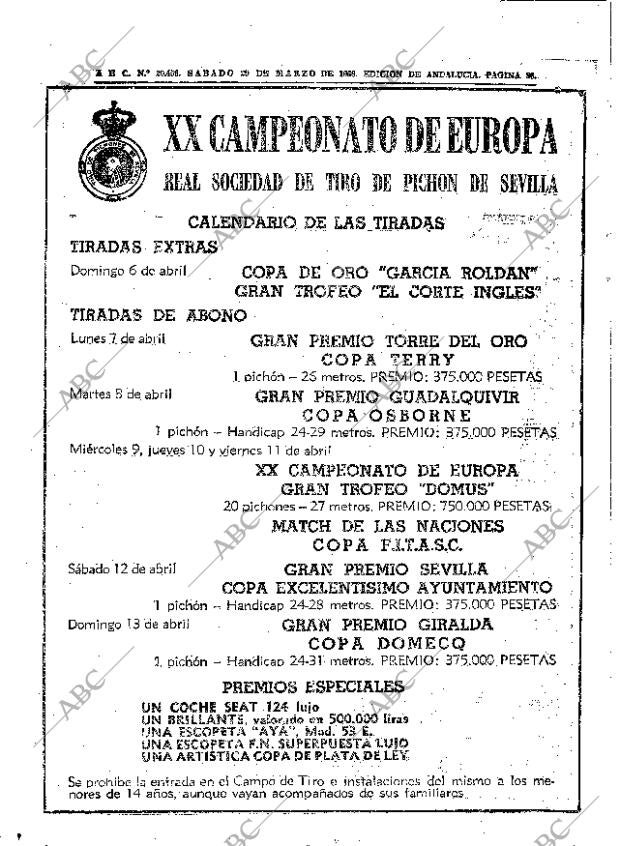 A B C. N.º 20.406. SABADO 29 DE MARZO DE 1969. EDICION DE ANDALUCIA. PAGINA 96.
XX CAMPEONATO DE EUROPA
REAL SOCIEDAD DE TIRO DE PICHON DE SEVILLA
CALENDARIO DE LAS TIRADAS
TIRADAS EXTRAS
Domingo 6 de abril COPA DE ORO "GARCIA ROLDAN"
GRAN TROFEO "EL CORTE INGLES"
TIRADAS DE ABONO
Lunes 7 de abril GRAN PREMIO TORRE DEL ORO
COPA TERRY
1 pichón – 26 metros. PREMIO: 375.000 PESETAS
Martes 8 de abril GRAN PREMIO GUADALQUIVIR
COPA OSBORNE
1 pichón – Handicap 24-29 metros. PREMIO: 375.000 PESETAS
Miércoles 9, jueves 10 y viernes 11 de abril
XX CAMPEONATO DE EUROPA
GRAN TROFEO "DOMUS"
20 pichones – 27 metros. PREMIO: 750.000 PESETAS
MATCH DE LAS NACIONES
COPA F.I.T.A.S.C.
Sábado 12 de abril GRAN PREMIO SEVILLA
COPA EXCELENTISIMO AYUNTAMIENTO
1 pichón – Handicap 24-28 metros. PREMIO: 375.000 PESETAS
Domingo 13 de abril GRAN PREMIO GIRALDA
COPA DOMECQ
1 pichón – Handicap 24-31 metros. PREMIO: 375.000 PESETAS
PREMIOS ESPECIALES
UN COCHE SEAT 124 lujo
UN BRILLANTE, valorado en 500.000 liras
UNA ESCOPETA "AYA", Mod. 53 E.
UNA ESCOPETA F.N. SUPERPUESTA LUJO
UNA ARTISTICA COPA DE PLATA DE LEY
Se prohibe la entrada en el Campo de Tiro e instalaciones del mismo a los me-
nores de 14 años, aunque vayan acompañados de sus familiares